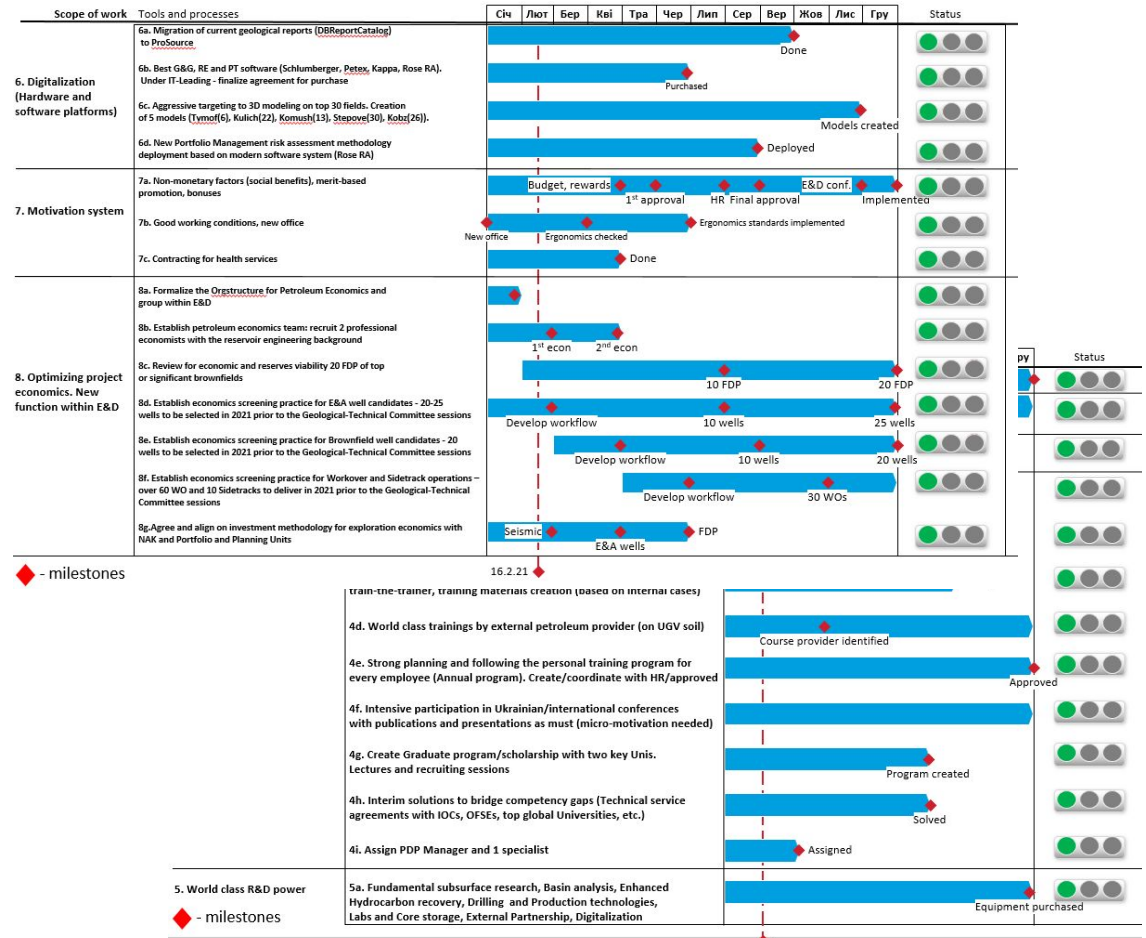 Scope of work Tools and processes Січ Лют Бер Кві Тра Чер Лип Сер Вер Жов Лис Гру Status
6. Digitalization
(Hardware and
software platforms)
6a. Migration of current geological reports (DBReportCatalog)
to ProSource
Done
6b. Best G&G, RE and PT software (Schlumberger, Petex, Kappa, Rose RA).
Under IT-Leading - finalize agreement for purchase
Purchased
6c. Aggressive targeting to 3D modeling on top 30 fields. Creation
of 5 models (Tymof(6), Kulich(22), Komush(13), Stepove(30), Kobz(26)).
Models created
6d. New Portfolio Management risk assessment methodology
deployment based on modern software system (Rose RA)
Deployed
7. Motivation system
7a. Non-monetary factors (social benefits), merit-based
promotion, bonuses
Budget, rewards
E&D conf.
1st approval
HR Final approval
Implemented
7b. Good working conditions, new office
New office
Ergonomics checked
Ergonomics standards implemented
7c. Contracting for health services
Done
8. Optimizing project
economics. New
function within E&D
8a. Formalize the Orgstructure for Petroleum Economics and
group within E&D
8b. Establish petroleum economics team: recruit 2 professional
economists with the reservoir engineering background
1st econ
2nd econ
8c. Review for economic and reserves viability 20 FDP of top
or significant brownfields
10 FDP
20 FDP
8d. Establish economics screening practice for E&A well candidates - 20-25
wells to be selected in 2021 prior to the Geological-Technical Committee sessions
Develop workflow
10 wells
25 wells
8e. Establish economics screening practice for Brownfield well candidates - 20
wells to be selected in 2021 prior to the Geological-Technical Committee sessions
Develop workflow
10 wells
20 wells
8f. Establish economics screening practice for Workover and Sidetrack operations –
over 60 WO and 10 Sidetracks to deliver in 2021 prior to the Geological-Technical
Committee sessions
Develop workflow
30 WOs
8g.Agree and align on investment methodology for exploration economics with
NAK and Portfolio and Planning Units
Seismic
E&A wells
FDP
- milestones
16.2.21
ру Status
train-the-trainer, training materials creation (based on internal cases)
4d. World class trainings by external petroleum provider (on UGV soil)
Course provider identified
4e. Strong planning and following the personal training program for
every employee (Annual program). Create/coordinate with HR/approved
Approved
4f. Intensive participation in Ukrainian/international conferences
with publications and presentations as must (micro-motivation needed)
4g. Create Graduate program/scholarship with two key Unis.
Lectures and recruiting sessions
Program created
4h. Interim solutions to bridge competency gaps (Technical service
agreements with IOCs, OFSEs, top global Universities, etc.)
Solved
4i. Assign PDP Manager and 1 specialist
Assigned
5. World class R&D power
5a. Fundamental subsurface research, Basin analysis, Enhanced
Hydrocarbon recovery, Drilling and Production technologies,
Labs and Core storage, External Partnership, Digitalization
Equipment purchased
- milestones